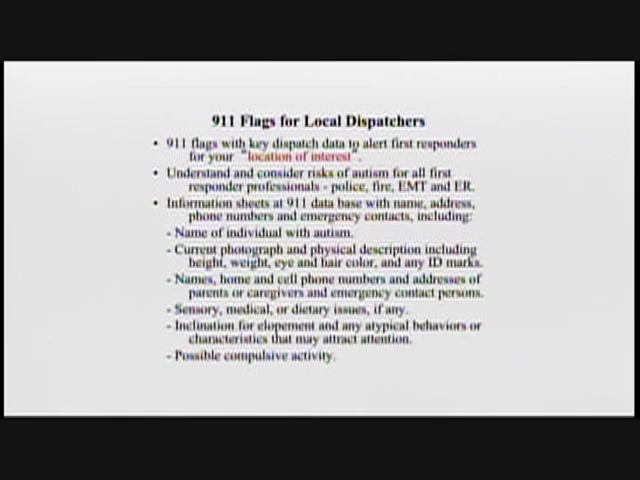 911 Flags for Local Dispatchers
• 911 flags with key dispatch data to alert first responders
for your "location of interest".
• Understand and consider risks of autism for all first
responder professionals - police, fire, EMT and ER.
• Information sheets at 911 data base with name, address,
phone numbers and emergency contacts, including:
- Name of individual with autism.
- Current photograph and physical description including
height, weight, eye and hair color, and any ID marks.
- Names, home and cell phone numbers and addresses of
parents or caregivers and emergency contact persons.
- Sensory, medical, or dietary issues, if any.
- Inclination for elopement and any atypical behaviors or
characteristics that may attract attention.
- Possible compulsive activity.